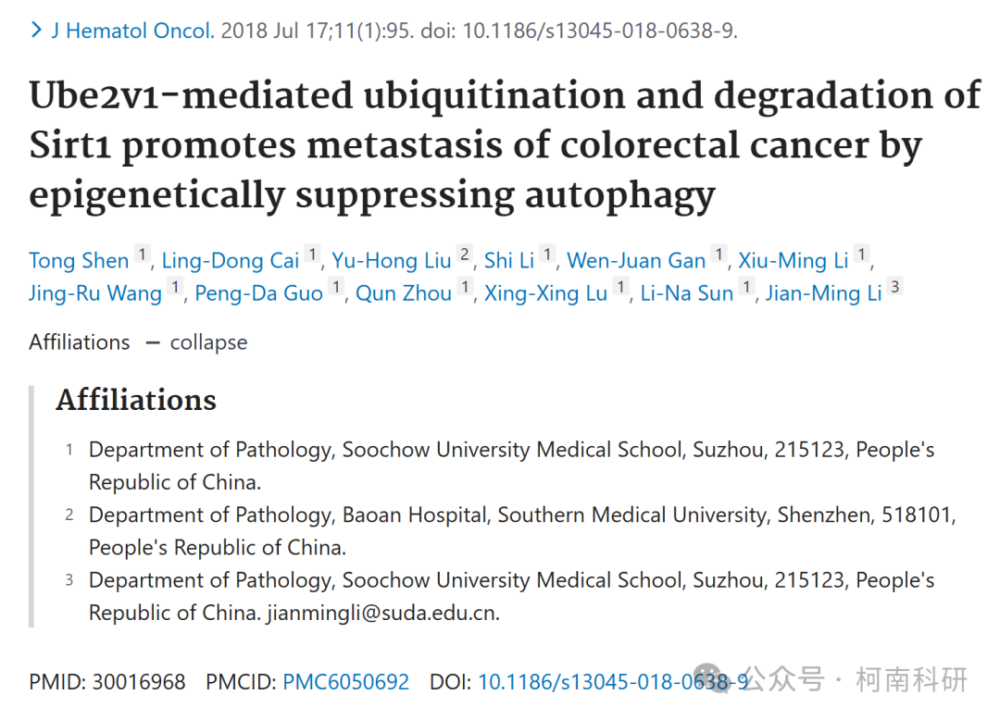 > J Hematol Oncol. 2018 Jul 17;11(1):95. doi: 10.1186/s13045-018-0638-9.
Ube2v1-mediated ubiquitination and degradation of
Sirt1 promotes metastasis of colorectal cancer by
epigenetically suppressing autophagy
Tong Shen 1, Ling-Dong Cai 1, Yu-Hong Liu 2, Shi Li 1, Wen-Juan Gan 1, Xiu-Ming Li 1,
Jing-Ru Wang 1, Peng-Da Guo 1, Qun Zhou 1, Xing-Xing Lu 1, Li-Na Sun 1, Jian-Ming Li 3
Affiliations — collapse
Affiliations
1 Department of Pathology, Soochow University Medical School, Suzhou, 215123, People's
Republic of China.
2 Department of Pathology, Baoan Hospital, Southern Medical University, Shenzhen, 518101,
People's Republic of China.
3 Department of Pathology, Soochow University Medical School, Suzhou, 215123, People's
Republic of China. jianmingli@suda.edu.cn.
PMID: 30016968 PMCID: PMC6050692 DOI: 10.1186/s13045-018-0638-9
公众号 · 柯南科研